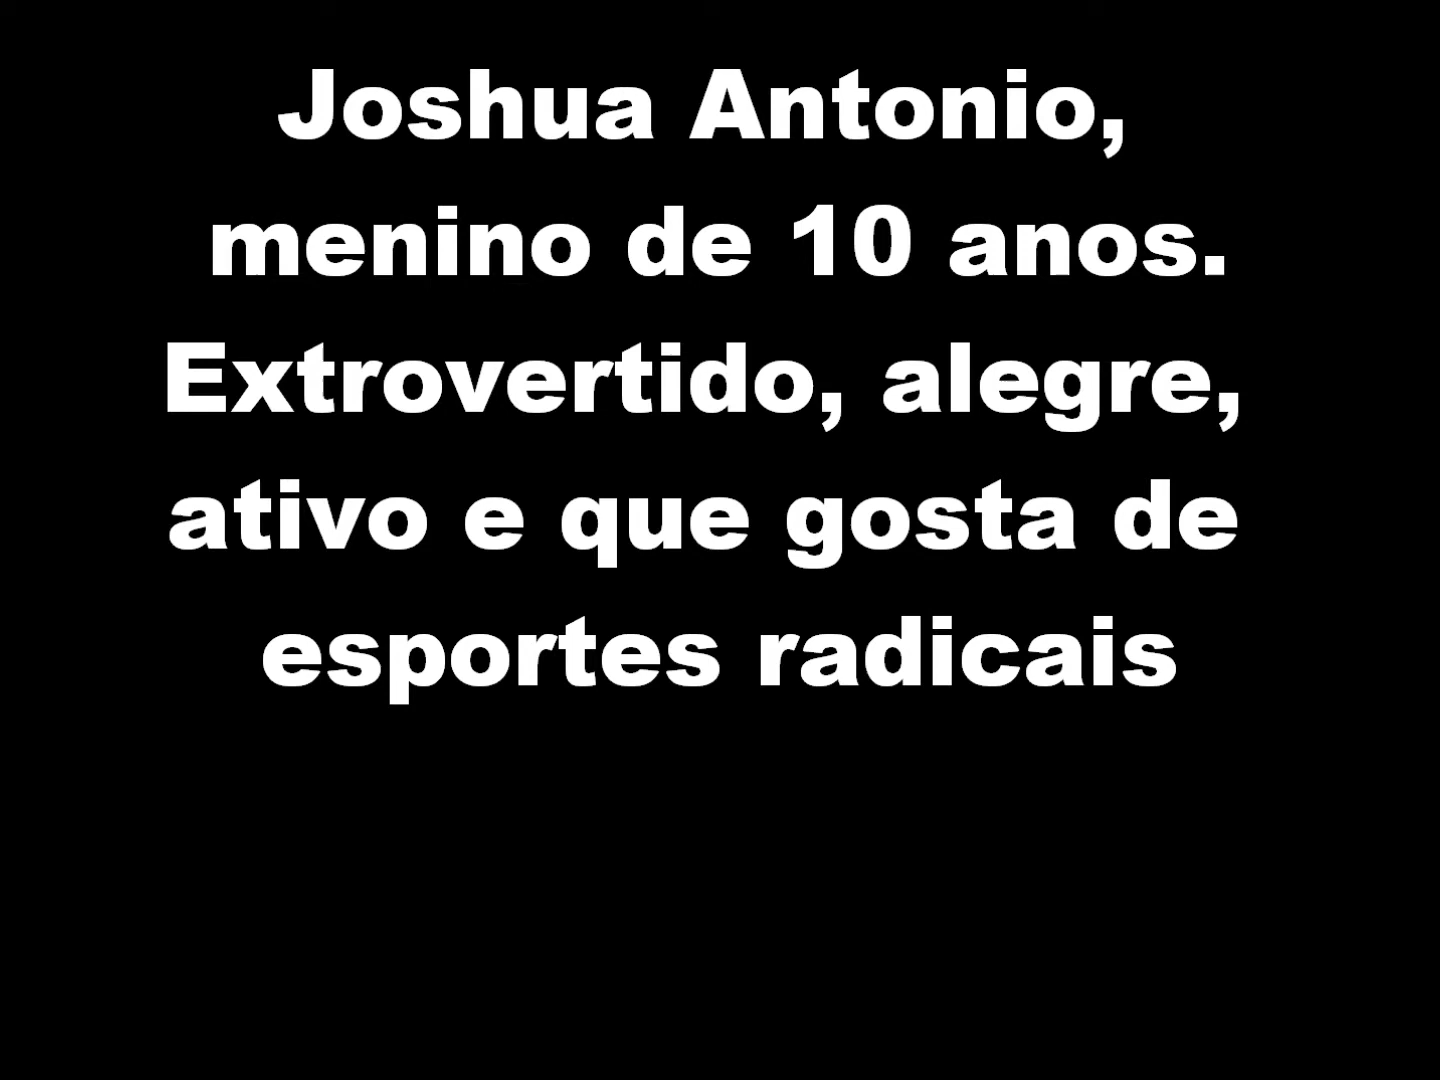 Joshua Antonio,
menino de 10 anos.
Extrovertido, alegre,
ativo e que gosta de
esportes radicais